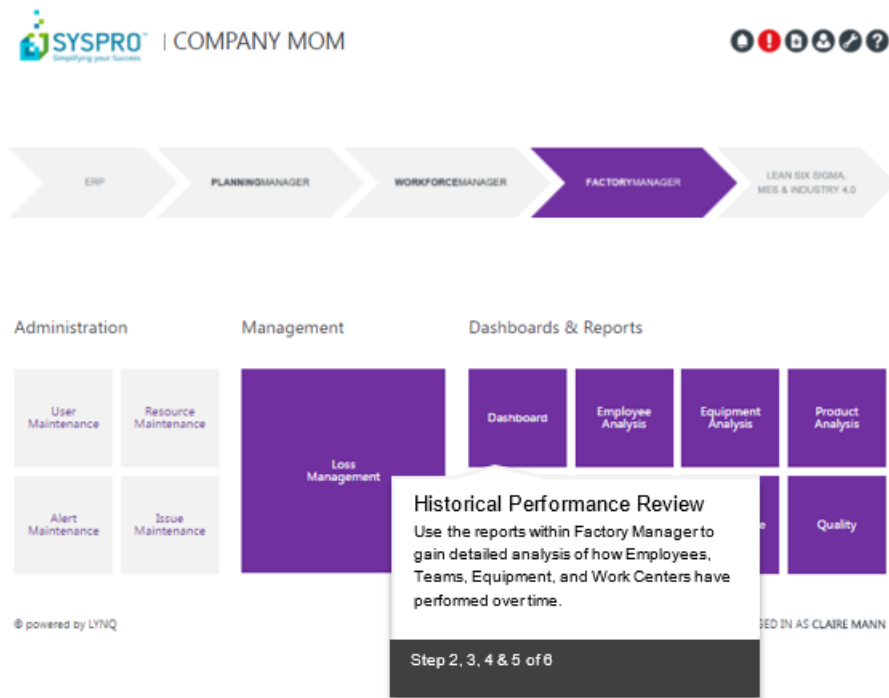 SYSPRO™ | COMPANY MOM
Simplifying your Success
ERP
PLANNINGMANAGER
WORKFORCEMANAGER
FACTORYMANAGER
LEAN SIX SIGMA,
MES & INDUSTRY 4.0
Administration
Management
Dashboards & Reports
User
Maintenance
Resource
Maintenance
Loss
Management
Dashboard
Employee
Analysis
Equipment
Analysis
Product
Analysis
Alert
Maintenance
Issue
Maintenance
Quality
Historical Performance Review
Use the reports within Factory Manager to
gain detailed analysis of how Employees,
Teams, Equipment, and Work Centers have
performed over time.
Step 2, 3, 4 & 5 of 6
© powered by LYNQ
IN AS CLAIRE MANN